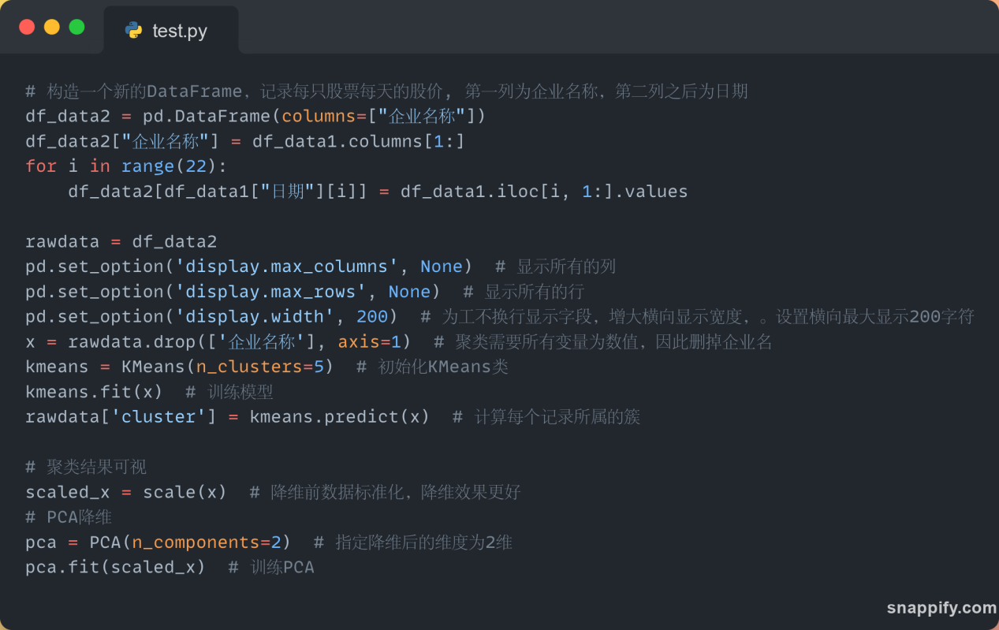 test.py
# 构造一个新的DataFrame，记录每只股票每天的股价， 第一列为企业名称，第二列之后为日期
df_data2 = pd.DataFrame(columns=["企业名称"])
df_data2["企业名称"] = df_data1.columns[1:]
for i in range(22):
    df_data2[df_data1["日期"][i]] = df_data1.iloc[i, 1:].values
rawdata = df_data2
pd.set_option('display.max_columns', None)  # 显示所有的列
pd.set_option('display.max_rows', None)  # 显示所有的行
pd.set_option('display.width', 200)  # 为工不换行显示字段，增大横向显示宽度，。设置横向最大显示200字符
x = rawdata.drop(['企业名称'], axis=1)  # 聚类需要所有变量为数值，因此删掉企业名
kmeans = KMeans(n_clusters=5)  # 初始化KMeans类
kmeans.fit(x)  # 训练模型
rawdata['cluster'] = kmeans.predict(x)  # 计算每个记录所属的簇
# 聚类结果可视
scaled_x = scale(x)  # 降维前数据标准化，降维效果更好
# PCA降维
pca = PCA(n_components=2)  # 指定降维后的维度为2维
pca.fit(scaled_x)  # 训练PCA
snappify.com